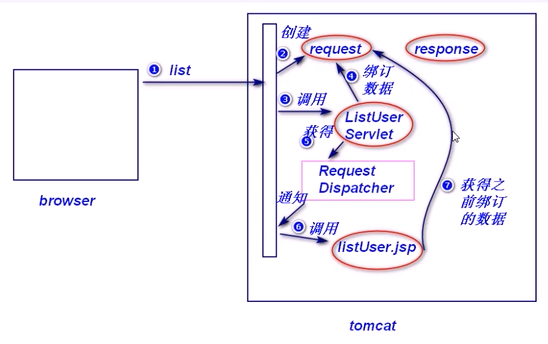 创建
request
response
① list
②
④ 绑订
数据
③ 调用
ListUser
Servlet
获得
⑤
Request
Dispatcher
browser
通知
⑦ 获得之
前绑订
的数据
⑥ 调用
listUser.jsp
tomcat